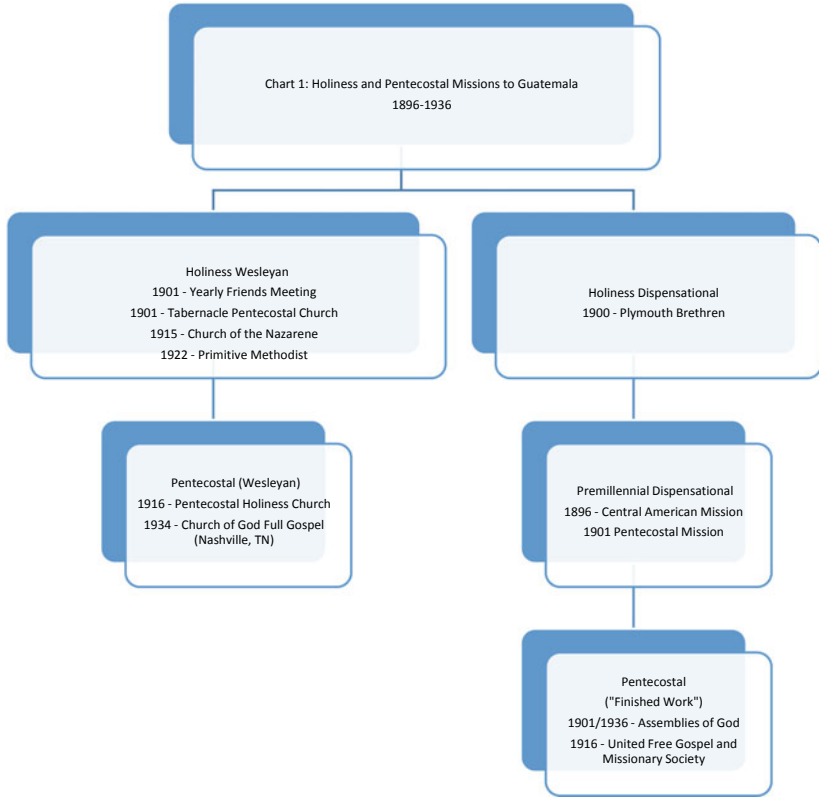 Chart 1: Holiness and Pentecostal Missions to Guatemala
1896-1936
Holiness Wesleyan
1901 - Yearly Friends Meeting
1901 - Tabernacle Pentecostal Church
1915 - Church of the Nazarene
1922 - Primitive Methodist
Holiness Dispensational
1900 - Plymouth Brethren
Pentecostal (Wesleyan)
1916 - Pentecostal Holiness Church
1934 - Church of God Full Gospel
(Nashville, TN)
Premillennial Dispensational
1896 - Central American Mission
1901 Pentecostal Mission
Pentecostal
("Finished Work")
1901/1936 - Assemblies of God
1916 - United Free Gospel and
Missionary Society